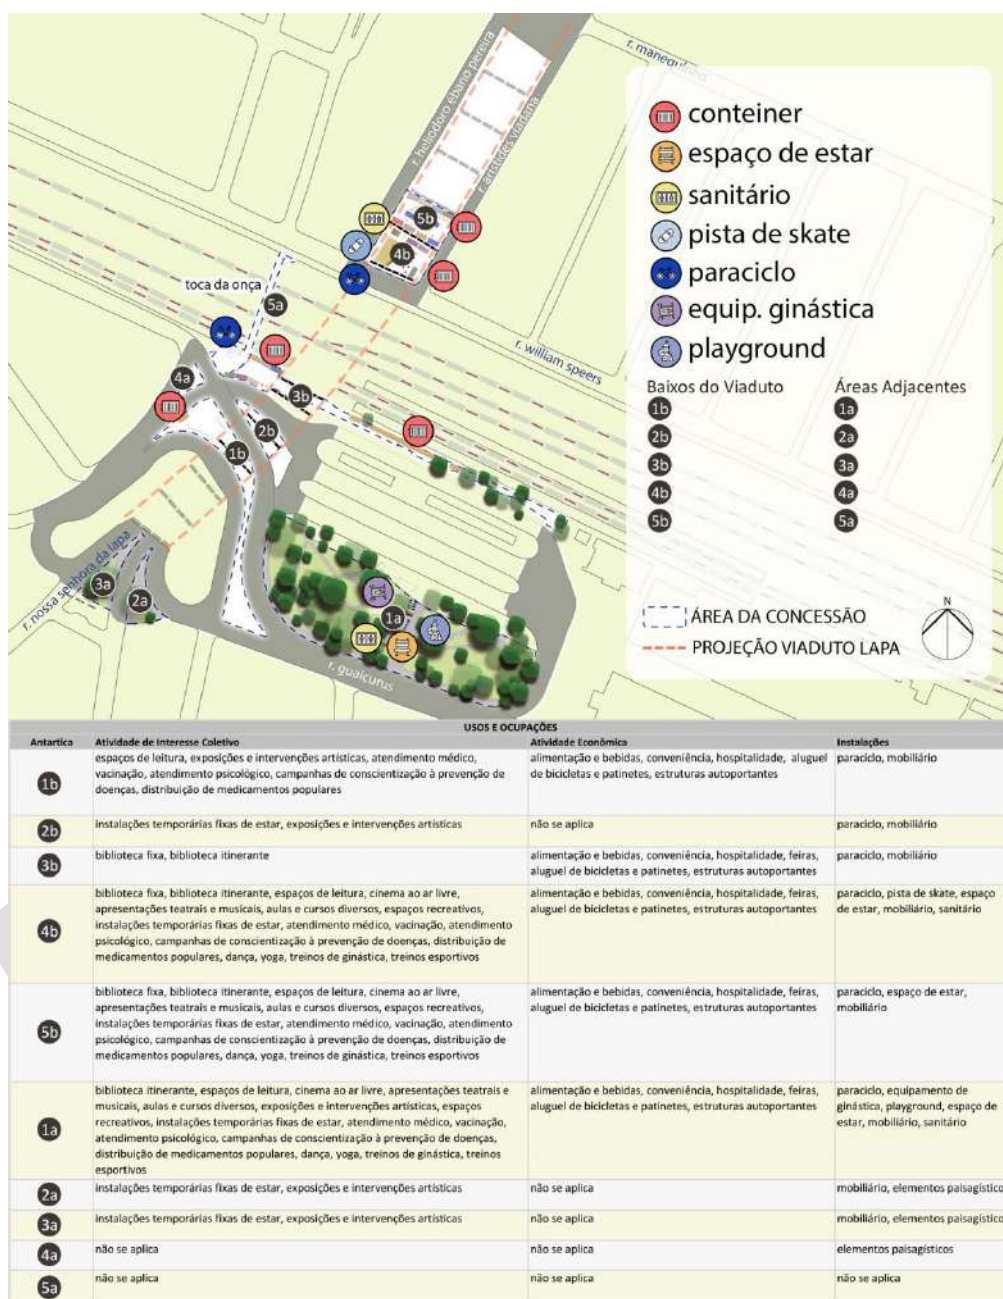 r. manequinho
r. heliodoro ebano pereira
r. aristides viadana
conteiner
espaço de estar
sanitário
pista de skate
paraciclo
equip. ginástica
playground
Baixos do Viaduto Áreas Adjacentes
1b 1a
2b 2a
3b 3a
4b 4a
5b 5a
N
ÁREA DA CONCESSÃO
PROJEÇÃO VIADUTO LAPA
5b
4b
toca da onça
5a
r. william speers
4a
3b
2b
1b
r. nossa senhora da lapa
3a
2a
1a
r. guaicurus
USOS E OCUPAÇÕES
Antartica Atividade de Interesse Coletivo Atividade Econômica Instalações
1b
espaços de leitura, exposições e intervenções artísticas, atendimento médico,
vacinação, atendimento psicológico, campanhas de conscientização à prevenção de
doenças, distribuição de medicamentos populares
alimentação e bebidas, conveniência, hospitalidade, aluguel
de bicicletas e patinetes, estruturas autoportantes
paraciclo, mobiliário
2b
instalações temporárias fixas de estar, exposições e intervenções artísticas
não se aplica
paraciclo, mobiliário
3b
biblioteca fixa, biblioteca itinerante
alimentação e bebidas, conveniência, hospitalidade, feiras,
aluguel de bicicletas e patinetes, estruturas autoportantes
paraciclo, mobiliário
4b
biblioteca fixa, biblioteca itinerante, espaços de leitura, cinema ao ar livre,
apresentações teatrais e musicais, aulas e cursos diversos, espaços recreativos,
instalações temporárias fixas de estar, atendimento médico, vacinação, atendimento
psicológico, campanhas de conscientização à prevenção de doenças, distribuição de
medicamentos populares, dança, yoga, treinos de ginástica, treinos esportivos
alimentação e bebidas, conveniência, hospitalidade, feiras,
aluguel de bicicletas e patinetes, estruturas autoportantes
paraciclo, pista de skate, espaço
de estar, mobiliário, sanitário
5b
biblioteca fixa, biblioteca itinerante, espaços de leitura, cinema ao ar livre,
apresentações teatrais e musicais, aulas e cursos diversos, espaços recreativos,
instalações temporárias fixas de estar, atendimento médico, vacinação, atendimento
psicológico, campanhas de conscientização à prevenção de doenças, distribuição de
medicamentos populares, dança, yoga, treinos de ginástica, treinos esportivos
alimentação e bebidas, conveniência, hospitalidade, feiras,
aluguel de bicicletas e patinetes, estruturas autoportantes
paraciclo, espaço de estar,
mobiliário
1a
biblioteca itinerante, espaços de leitura, cinema ao ar livre, apresentações teatrais e
musicais, aulas e cursos diversos, exposições e intervenções artísticas, espaços
recreativos, instalações temporárias fixas de estar, atendimento médico, vacinação,
atendimento psicológico, campanhas de conscientização à prevenção de doenças,
distribuição de medicamentos populares, dança, yoga, treinos de ginástica, treinos
esportivos
alimentação e bebidas, conveniência, hospitalidade, feiras,
aluguel de bicicletas e patinetes, estruturas autoportantes
paraciclo, equipamento de
ginástica, playground, espaço de
estar, mobiliário, sanitário
2a
instalações temporárias fixas de estar, exposições e intervenções artísticas
não se aplica
mobiliário, elementos paisagístico
3a
instalações temporárias fixas de estar, exposições e intervenções artísticas
não se aplica
mobiliário, elementos paisagístico
4a
não se aplica
não se aplica
elementos paisagísticos
5a
não se aplica
não se aplica
não se aplica